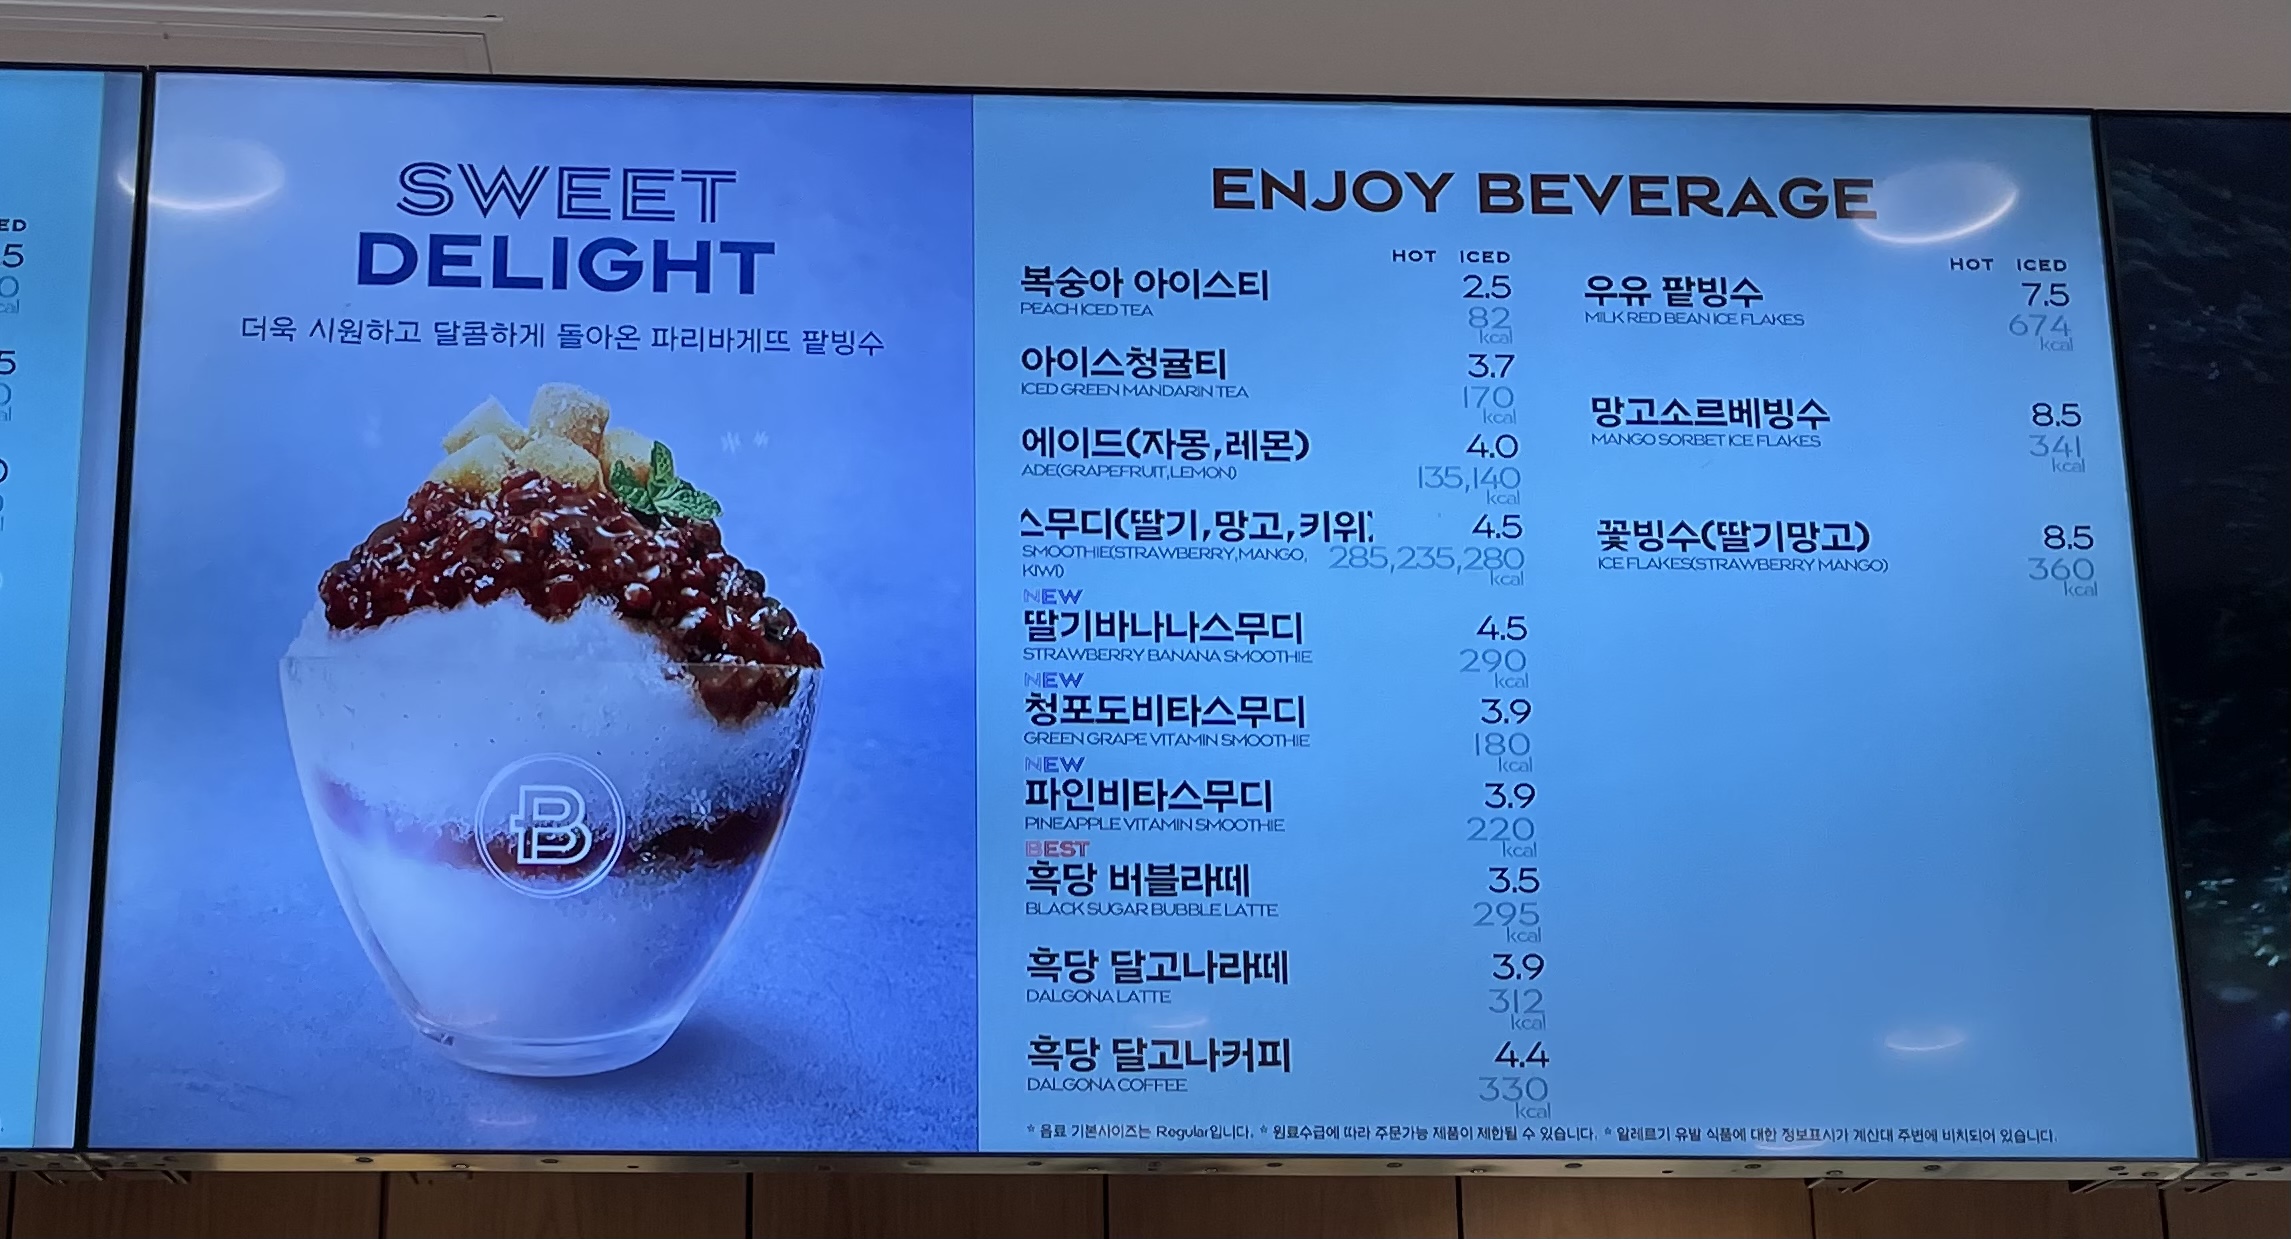 SWEET
DELIGHT
더욱 시원하고 달콤하게 돌아온 파리바게뜨 팥빙수
B
ENJOY BEVERAGE
HOT ICED
복숭아 아이스티 2.5
PEACH ICED TEA 82
kcal
아이스청귤티 3.7
ICED GREEN MANDARIN TEA 170
kcal
에이드(자몽,레몬) 4.0
ADE(GRAPEFRUIT,LEMON) 135,140
kcal
스무디(딸기,망고,키위) 4.5
SMOOTHIE(STRAWBERRY,MANGO, 285,235,280
KIWI) kcal
NEW
딸기바나나스무디 4.5
STRAWBERRY BANANA SMOOTHIE 290
kcal
NEW
청포도비타스무디 3.9
GREEN GRAPE VITAMIN SMOOTHIE 180
kcal
NEW
파인비타스무디 3.9
PINEAPPLE VITAMIN SMOOTHIE 220
kcal
BEST
흑당 버블라떼 3.5
BLACK SUGAR BUBBLE LATTE 295
kcal
흑당 달고나라떼 3.9
DALGONA LATTE 312
kcal
흑당 달고나커피 4.4
DALGONA COFFEE 330
kcal
HOT ICED
우유 팥빙수 7.5
MILK RED BEAN ICE FLAKES 674
kcal
망고소르베빙수 8.5
MANGO SORBET ICE FLAKES 341
kcal
꽃빙수(딸기망고) 8.5
ICE FLAKES(STRAWBERRY MANGO) 360
kcal
* 음료 기본사이즈는 Regular입니다. * 원료수급에 따라 주문가능 제품이 제한될 수 있습니다. * 알레르기 유발 식품에 대한 정보표시가 계산대 주변에 비치되어 있습니다.